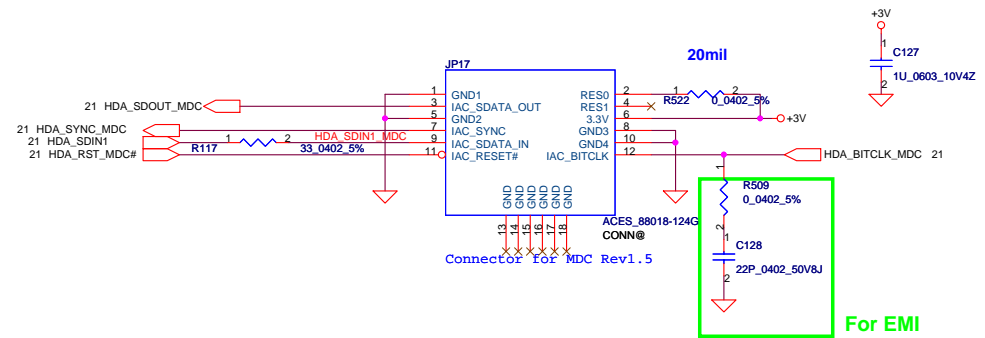 +3V
1
C127
1U_0603_10V4Z
2
20mil
JP17
1 GND1 RES0 2 1 2
R522 0_0402_5%
21 HDA_SDOUT_MDC 3 IAC_SDATA_OUT RES1 4
5 GND2 3.3V 6 +3V
21 HDA_SYNC_MDC 7 IAC_SYNC GND3 8
21 HDA_SDIN1 1 2 HDA_SDIN1_MDC 9 IAC_SDATA_IN GND4 10
R117 33_0402_5%
21 HDA_RST_MDC# 11 IAC_RESET# IAC_BITCLK 12 HDA_BITCLK_MDC 21
GND GND GND GND GND GND
13 14 15 16 17 18
ACES_88018-124G
CONN@
Connector for MDC Rev1.5
1
R509
0_0402_5%
2
1
C128
22P_0402_50V8J
2
For EMI